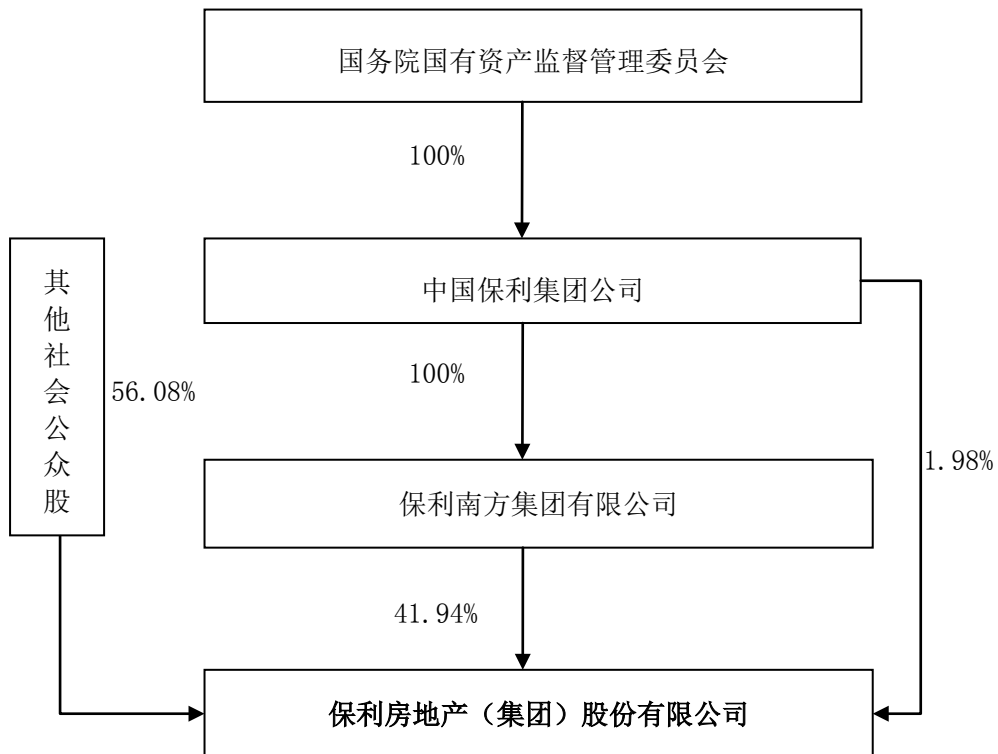 国务院国有资产监督管理委员会
100%
中国保利集团公司
其他社会公众股
56.08%
100%
1.98%
保利南方集团有限公司
41.94%
保利房地产（集团）股份有限公司